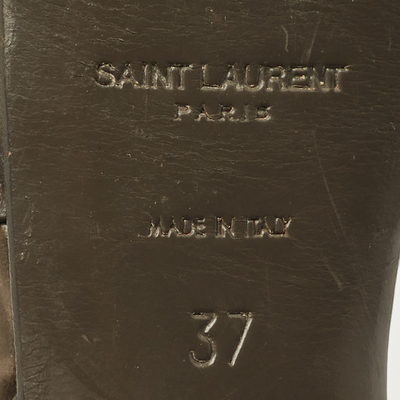 SAINT LAURENT
PARIS
MADE IN ITALY
37